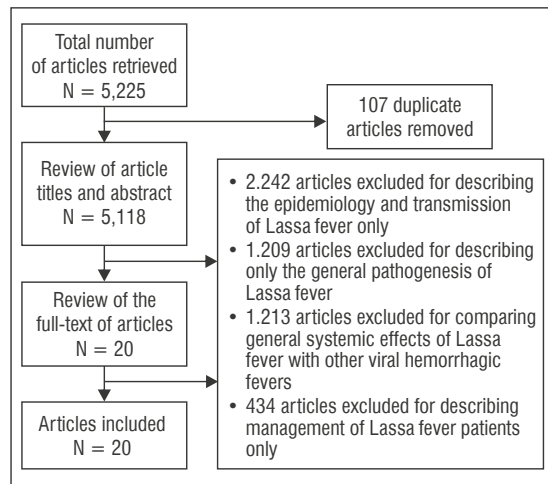 Total number
of articles retrieved
N = 5,225
107 duplicate
articles removed
Review of article
titles and abstract
N = 5,118
• 2.242 articles excluded for describing
the epidemiology and transmission
of Lassa fever only
• 1.209 articles excluded for describing
only the general pathogenesis of
Lassa fever
• 1.213 articles excluded for comparing
general systemic effects of Lassa
fever with other viral hemorrhagic
fevers
• 434 articles excluded for describing
management of Lassa fever patients
only
Review of the
full-text of articles
N = 20
Articles included
N = 20